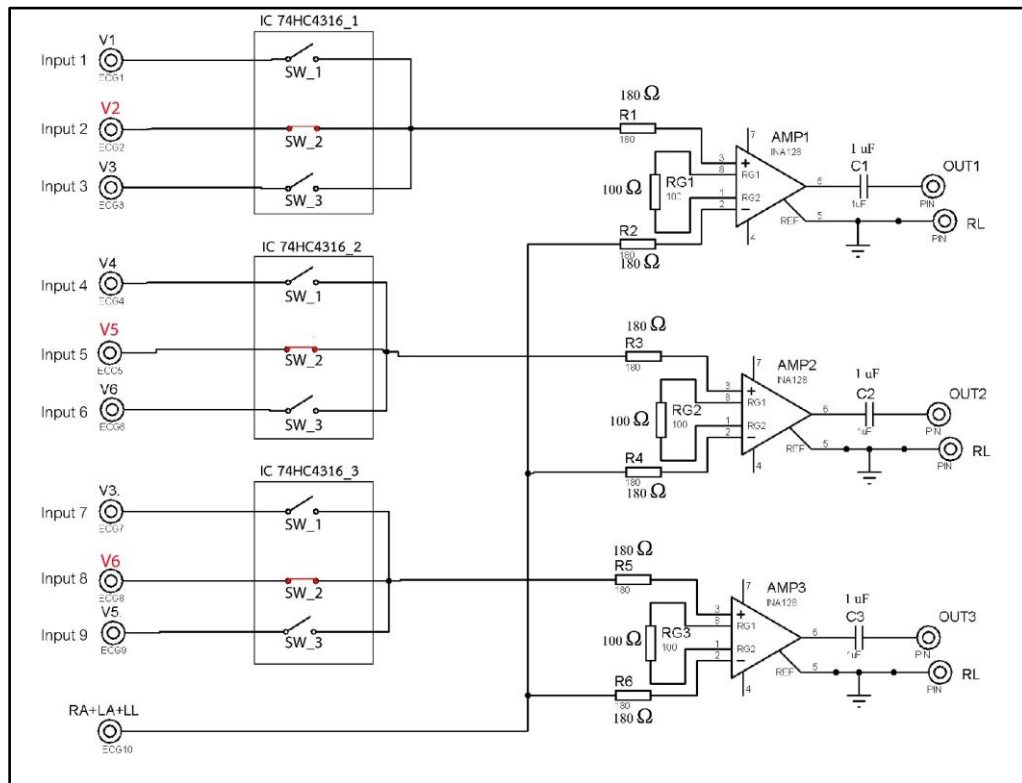 IC 74HC4316_1
V1
Input 1
ECG1
SW_1
V2
Input 2
ECG2
SW_2
V3
Input 3
ECG3
SW_3
180 Ω
R1
180
AMP1
INA128
7
3
8
RG1
RG1
100
100 Ω
1
2
RG2
6
1 uF
C1
1uF
OUT1
PIN
REF
5
4
RL
PIN
R2
180
180 Ω
IC 74HC4316_2
V4
Input 4
ECG4
SW_1
V5
Input 5
ECC5
SW_2
V6
Input 6
ECG6
SW_3
180 Ω
R3
180
AMP2
INA128
7
3
8
RG1
RG2
100
100 Ω
1
2
RG2
6
1 uF
C2
1uF
OUT2
PIN
REF
5
4
RL
PIN
R4
180
180 Ω
IC 74HC4316_3
V3.
Input 7
ECG7
SW_1
V6
Input 8
ECG8
SW_2
V5.
Input 9
ECG9
SW_3
180 Ω
R5
180
AMP3
INA128
7
3
8
RG1
RG3
100
100 Ω
1
2
RG2
6
1 uF
C3
1uF
OUT3
PIN
REF
5
4
RL
PIN
R6
180
180 Ω
RA+LA+LL
ECG10